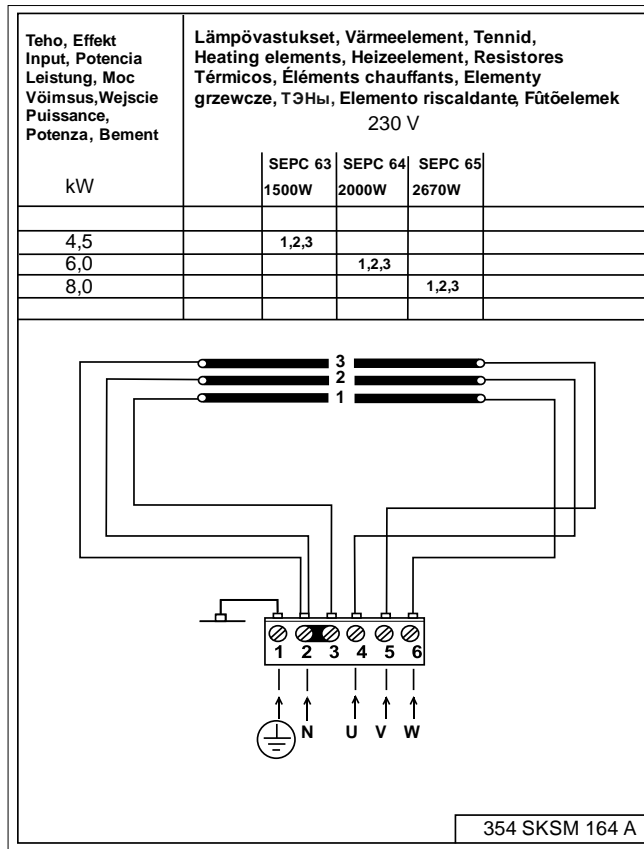 Teho, Effekt
Input, Potencia
Leistung, Moc
Vöimsus,Wejscie
Puissance,
Potenza, Bement
kW
Lämpövastukset, Värmeelement, Tennid,
Heating elements, Heizeelement, Resistores
Térmicos, Éléments chauffants, Elementy
grzewcze, ТЭНы, Elemento riscaldante, Fûtõelemek
230 V
SEPC 63 SEPC 64 SEPC 65
1500W 2000W 2670W
4,5 1,2,3
6,0 1,2,3
8,0 1,2,3
3
2
1
1 2 3 4 5 6
N U V W
354 SKSM 164 A